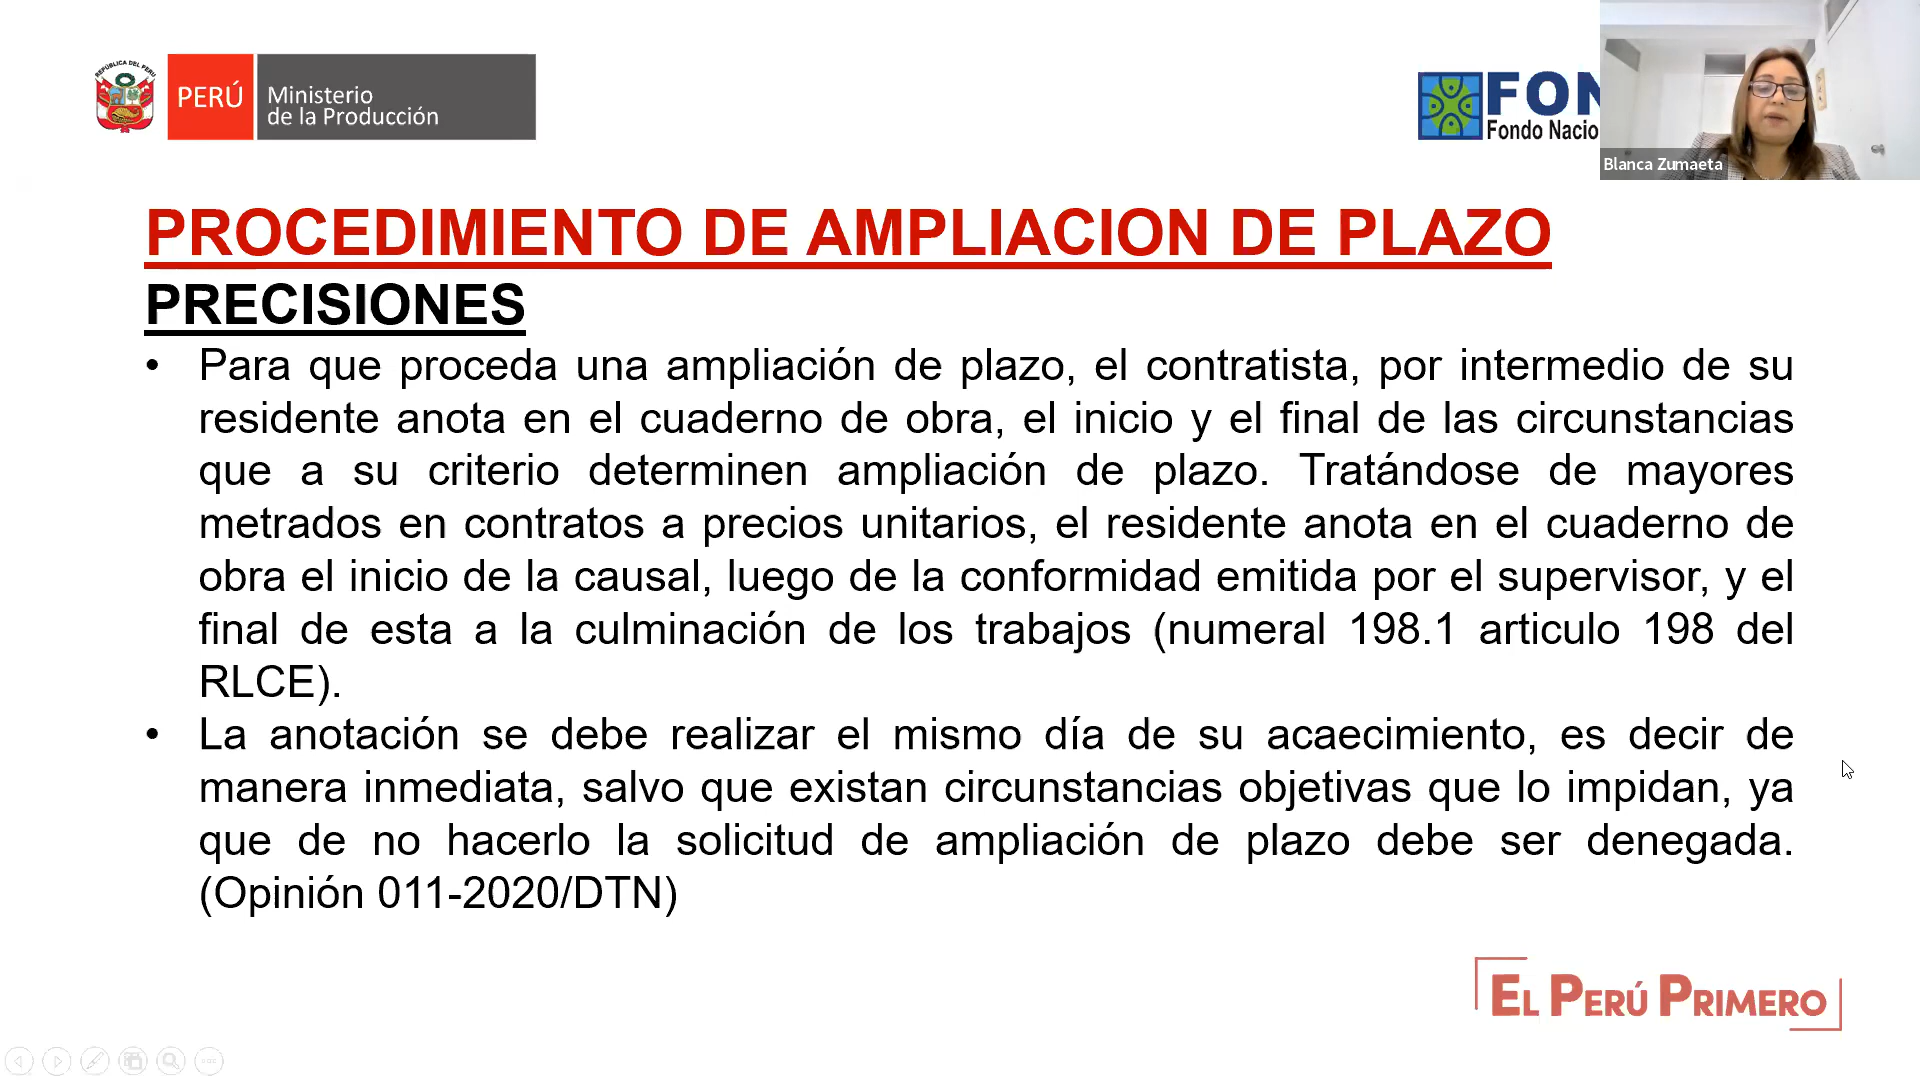 REPÚBLICA DEL PERÚ
PERÚ
Ministerio
de la Producción
FON
Fondo Nacio
Blanca Zumaeta
PROCEDIMIENTO DE AMPLIACION DE PLAZO
PRECISIONES
• Para que proceda una ampliación de plazo, el contratista, por intermedio de su
residente anota en el cuaderno de obra, el inicio y el final de las circunstancias
que a su criterio determinen ampliación de plazo. Tratándose de mayores
metrados en contratos a precios unitarios, el residente anota en el cuaderno de
obra el inicio de la causal, luego de la conformidad emitida por el supervisor, y el
final de esta a la culminación de los trabajos (numeral 198.1 articulo 198 del
RLCE).
• La anotación se debe realizar el mismo día de su acaecimiento, es decir de
manera inmediata, salvo que existan circunstancias objetivas que lo impidan, ya
que de no hacerlo la solicitud de ampliación de plazo debe ser denegada.
(Opinión 011-2020/DTN)
EL PERÚ PRIMERO